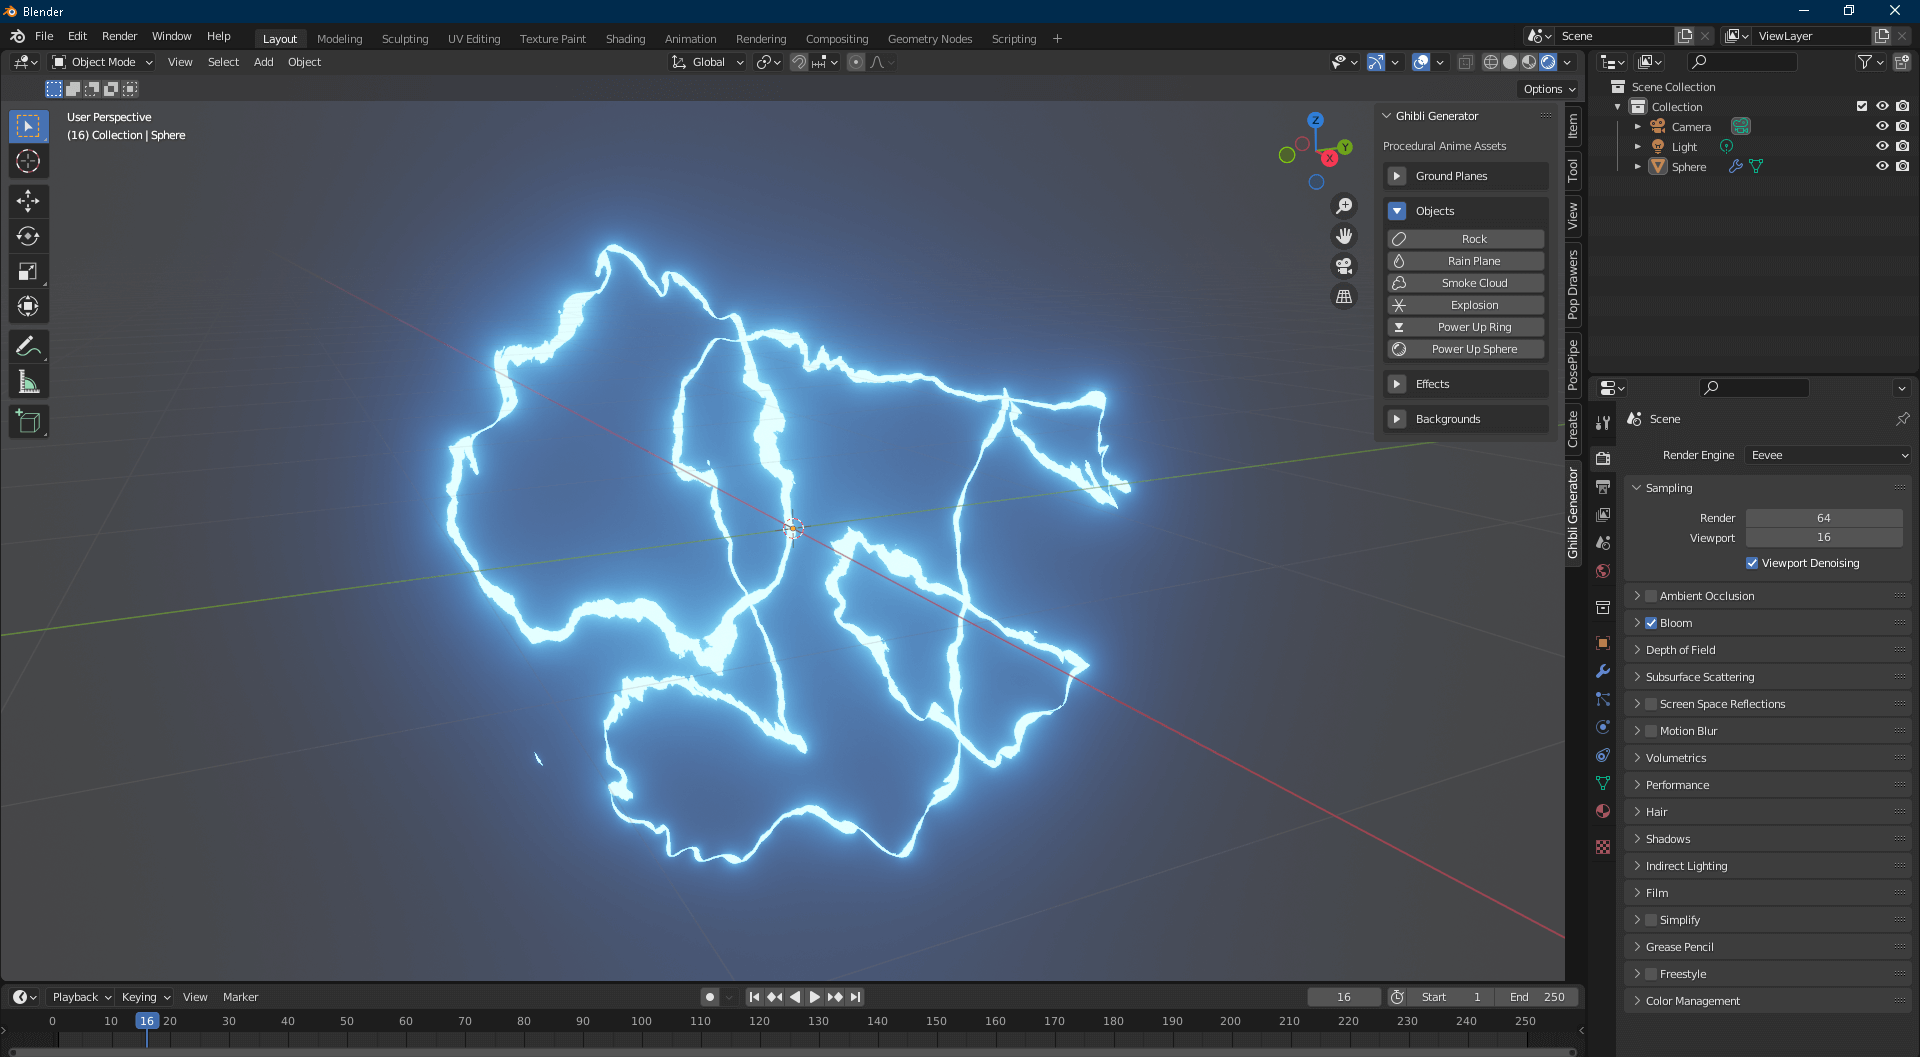 Blender
File Edit Render Window Help Layout Modeling Sculpting UV Editing Texture Paint Shading Animation Rendering Compositing Geometry Nodes Scripting + Scene ViewLayer
Object Mode View Select Add Object Global
Options
User Perspective
(16) Collection | Sphere
Z
Y
X
Ghibli Generator
Procedural Anime Assets
Ground Planes
Objects
Rock
Rain Plane
Smoke Cloud
Explosion
Power Up Ring
Power Up Sphere
Effects
Backgrounds
Item
Tool
View
Pop Drawers
PosePipe
Create
Ghibli Generator
Scene Collection
Collection
Camera
Light
Sphere
Scene
Render Engine Eevee
Sampling
Render 64
Viewport 16
Viewport Denoising
Ambient Occlusion
Bloom
Depth of Field
Subsurface Scattering
Screen Space Reflections
Motion Blur
Volumetrics
Performance
Hair
Shadows
Indirect Lighting
Film
Simplify
Grease Pencil
Freestyle
Color Management
Playback Keying View Marker 16 Start 1 End 250
0 10 16 20 30 40 50 60 70 80 90 100 110 120 130 140 150 160 170 180 190 200 210 220 230 240 250